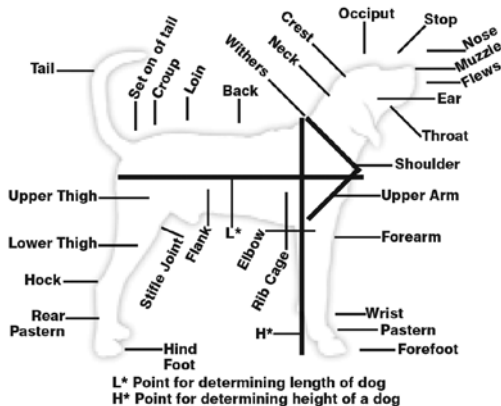 Occiput
Stop
Crest
Nose
Neck
Muzzle
Withers
Flews
Tail
Set on of tail
Croup
Loin
Back
Ear
Throat
Shoulder
Upper Thigh
Upper Arm
Lower Thigh
Stifle Joint
Flank
L*
Elbow
Rib Cage
Forearm
Hock
Rear
Pastern
Wrist
H*
Pastern
Hind
Foot
Forefoot
L* Point for determining length of dog
H* Point for determining height of a dog